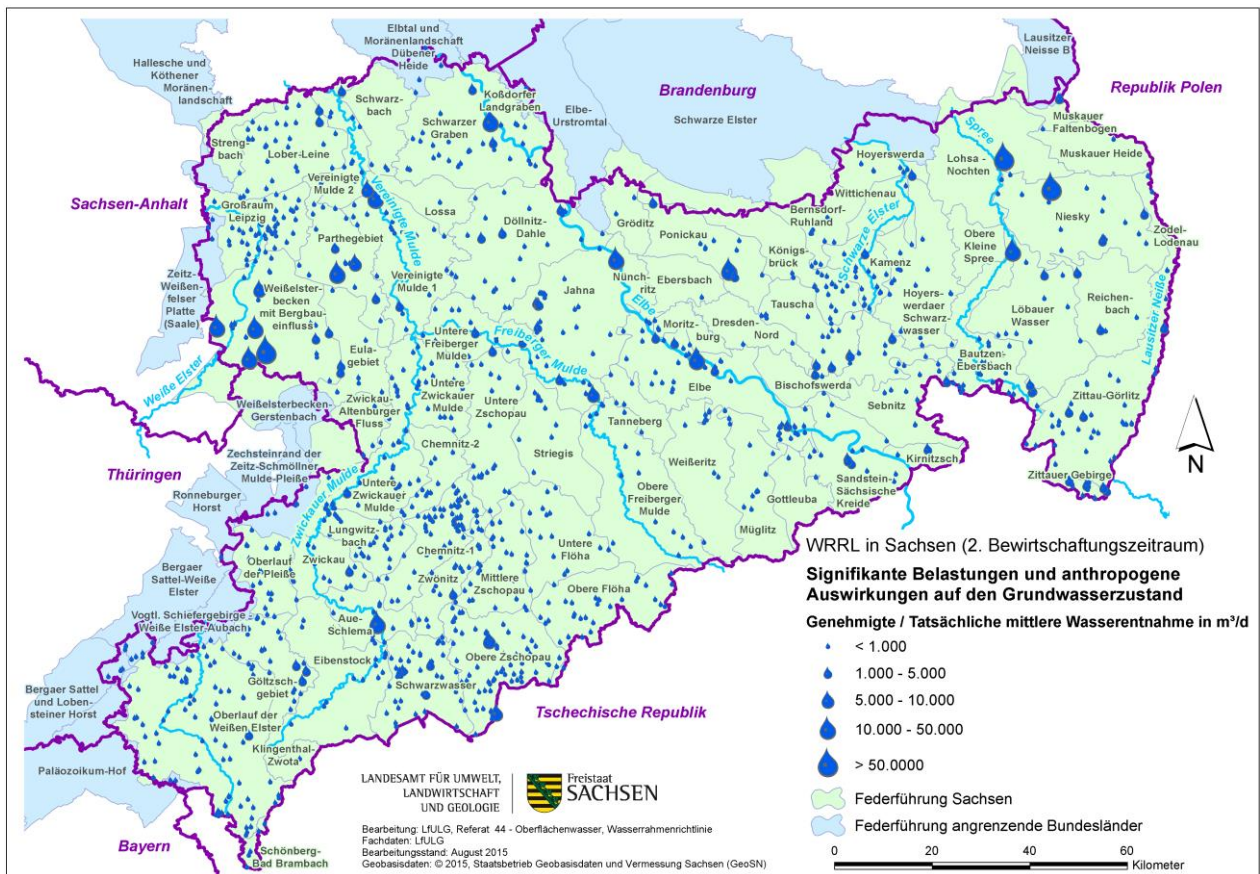 Elbtal und
Moränenlandschaft
Dübener
Heide
Lausitzer
Neisse B
Hallesche und
Köthener
Moränen-
landschaft
Brandenburg
Republik Polen
Schwarz-
bach
Koßdorfer
Landgraben
Elbe-
Urstromtal
Schwarze Elster
Muskauer
Faltenbogen
Muskauer Heide
Schwarzer
Graben
Streng-
bach
Lober-Leine
Spree
Hoyerswerda
Lohsa -
Nochten
Vereinigte
Mulde 2
Vereinigte Mulde
Wittichenau
Sachsen-Anhalt
Großraum
Leipzig
Lossa
Döllnitz-
Dahle
Gröditz
Ponickau
Bernsdorf-
Ruhland
Schwarze Elster
Niesky
Zodel-
Lodenau
Parthegebiet
Königs-
brück
Obere
Kleine
Spree
Kamenz
Zeitz-
Weißen-
felser
Platte
(Saale)
Vereinigte
Mulde 1
Nünch-
ritz
Ebersbach
Weißelster-
becken
mit Bergbau-
einfluss
Jahna
Elbe
Tauscha
Hoyers-
werdaer
Schwarz-
wasser
Löbauer
Wasser
Reichen-
bach
Lausitzer Neiße
Weiße Elster
Untere
Freiberger
Mulde
Freiberger Mulde
Moritz-
burg
Dresden-
Nord
Eula-
gebiet
Bautzen-
Ebersbach
Elbe
Bischofswerda
Untere
Zwickauer
Mulde
Untere
Zschopau
Zwickau-
Altenburger
Fluss
Sebnitz
Zittau-Görlitz
Weißelsterbecken-
Gerstenbach
Tanneberg
N
Chemnitz-2
Striegis
Thüringen
Zechsteinrand der
Zeitz-Schmöllner
Mulde-Pleiße
Weißeritz
Kirnitzsch
Zwickauer Mulde
Zittauer Gebirge
Ronneburger
Horst
Untere
Zwickauer
Mulde
Obere
Freiberger
Mulde
Gottleuba
Sandstein-
Sächsische
Kreide
Müglitz
Lungwitz-
bach
Chemnitz-1
Untere
Flöha
Oberlauf
der Pleiße
Zwickau
Zwönitz
Mittlere
Zschopau
Obere Flöha
Bergaer
Sattel-Weiße
Elster
Vogtl. Schiefergebirge -
Weiße Elster-Aubach
Aue-
Schlema
Eibenstock
Obere Zschopau
Göltzsch-
gebiet
Schwarzwasser
Bergaer Sattel
und Loben-
steiner Horst
Tschechische Republik
Oberlauf der
Weißen Elster
Klingenthal-
Zwota
Paläozoikum-Hof
Bayern
Schönberg-
Bad Brambach
WRRL in Sachsen (2. Bewirtschaftungszeitraum)
Signifikante Belastungen und anthropogene
Auswirkungen auf den Grundwasserzustand
Genehmigte / Tatsächliche mittlere Wasserentnahme in m³/d
< 1.000
1.000 - 5.000
5.000 - 10.000
10.000 - 50.000
> 50.0000
Federführung Sachsen
Federführung angrenzende Bundesländer
0 20 40 60
Kilometer
LANDESAMT FÜR UMWELT,
LANDWIRTSCHAFT
UND GEOLOGIE
Freistaat
SACHSEN
Bearbeitung: LfULG, Referat 44 - Oberflächenwasser, Wasserrahmenrichtlinie
Fachdaten: LfULG
Bearbeitungsstand: August 2015
Geobasisdaten: © 2015, Staatsbetrieb Geobasisdaten und Vermessung Sachsen (GeoSN)